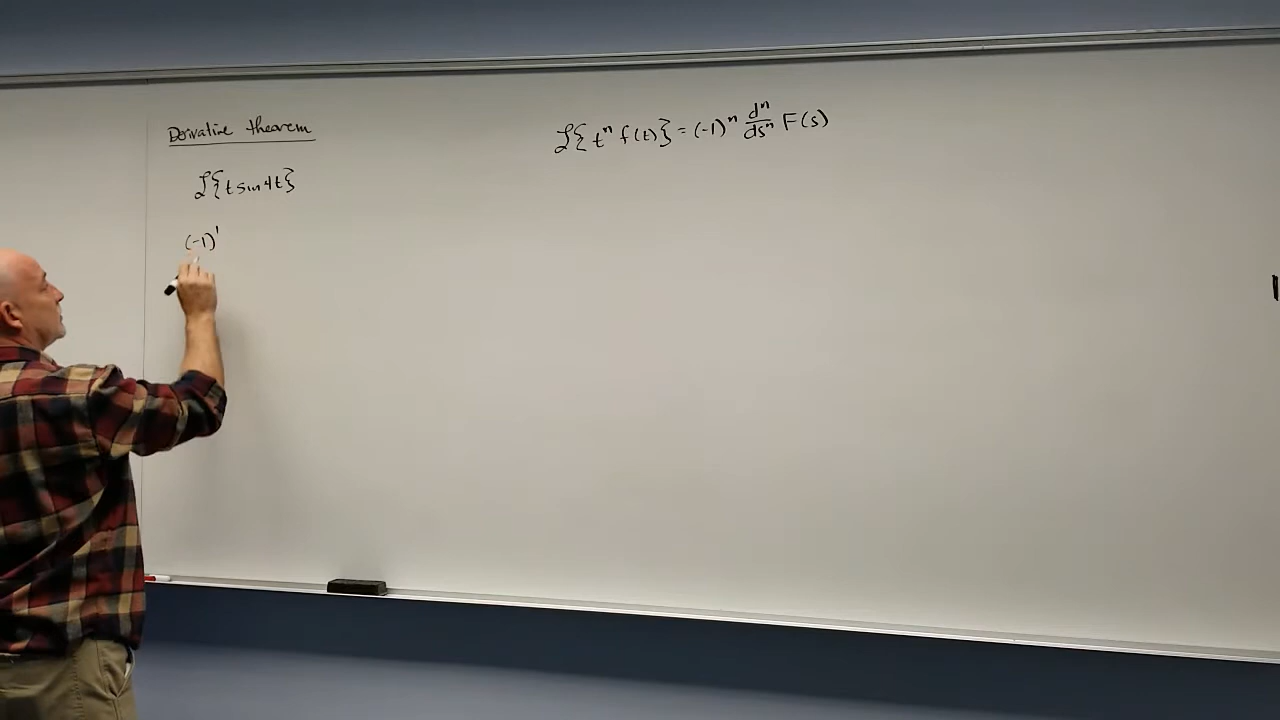 Derivative theorem
ℒ{tⁿ f(t)} = (-1)ⁿ dⁿ/dsⁿ F(s)
ℒ{t sin 4t}
(-1)¹